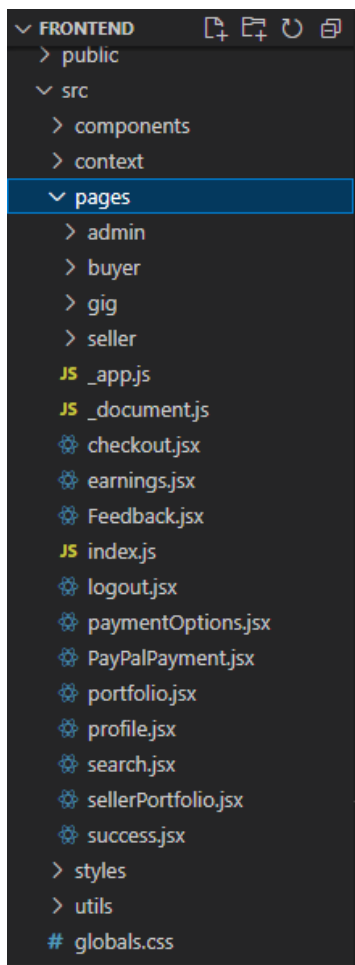 FRONTEND
public
src
components
context
pages
admin
buyer
gig
seller
JS _app.js
JS _document.js
checkout.jsx
earnings.jsx
Feedback.jsx
JS index.js
logout.jsx
paymentOptions.jsx
PayPalPayment.jsx
portfolio.jsx
profile.jsx
search.jsx
sellerPortfolio.jsx
success.jsx
styles
utils
# globals.css